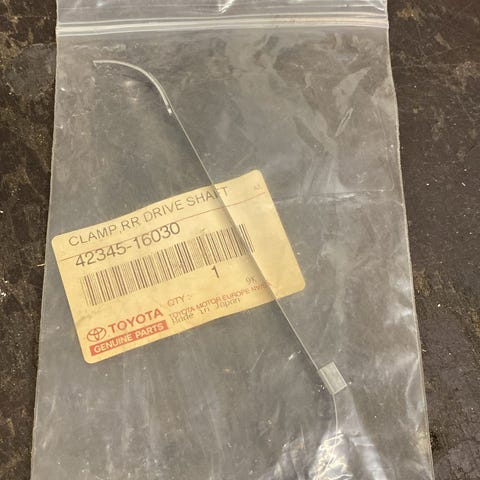 CLAMP,RR DRIVE SHAFT
42345-16030
1
QTY:
TOYOTA
GENUINE PARTS
TOYOTA MOTOR EUROPE NV/SA
Made in Japan